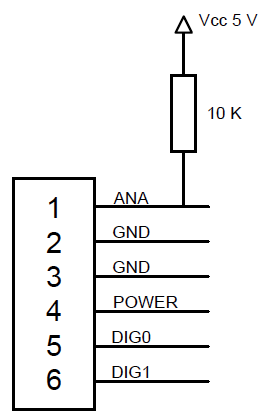 Vcc 5 V
10 K
1 ANA
2 GND
3 GND
4 POWER
5 DIG0
6 DIG1